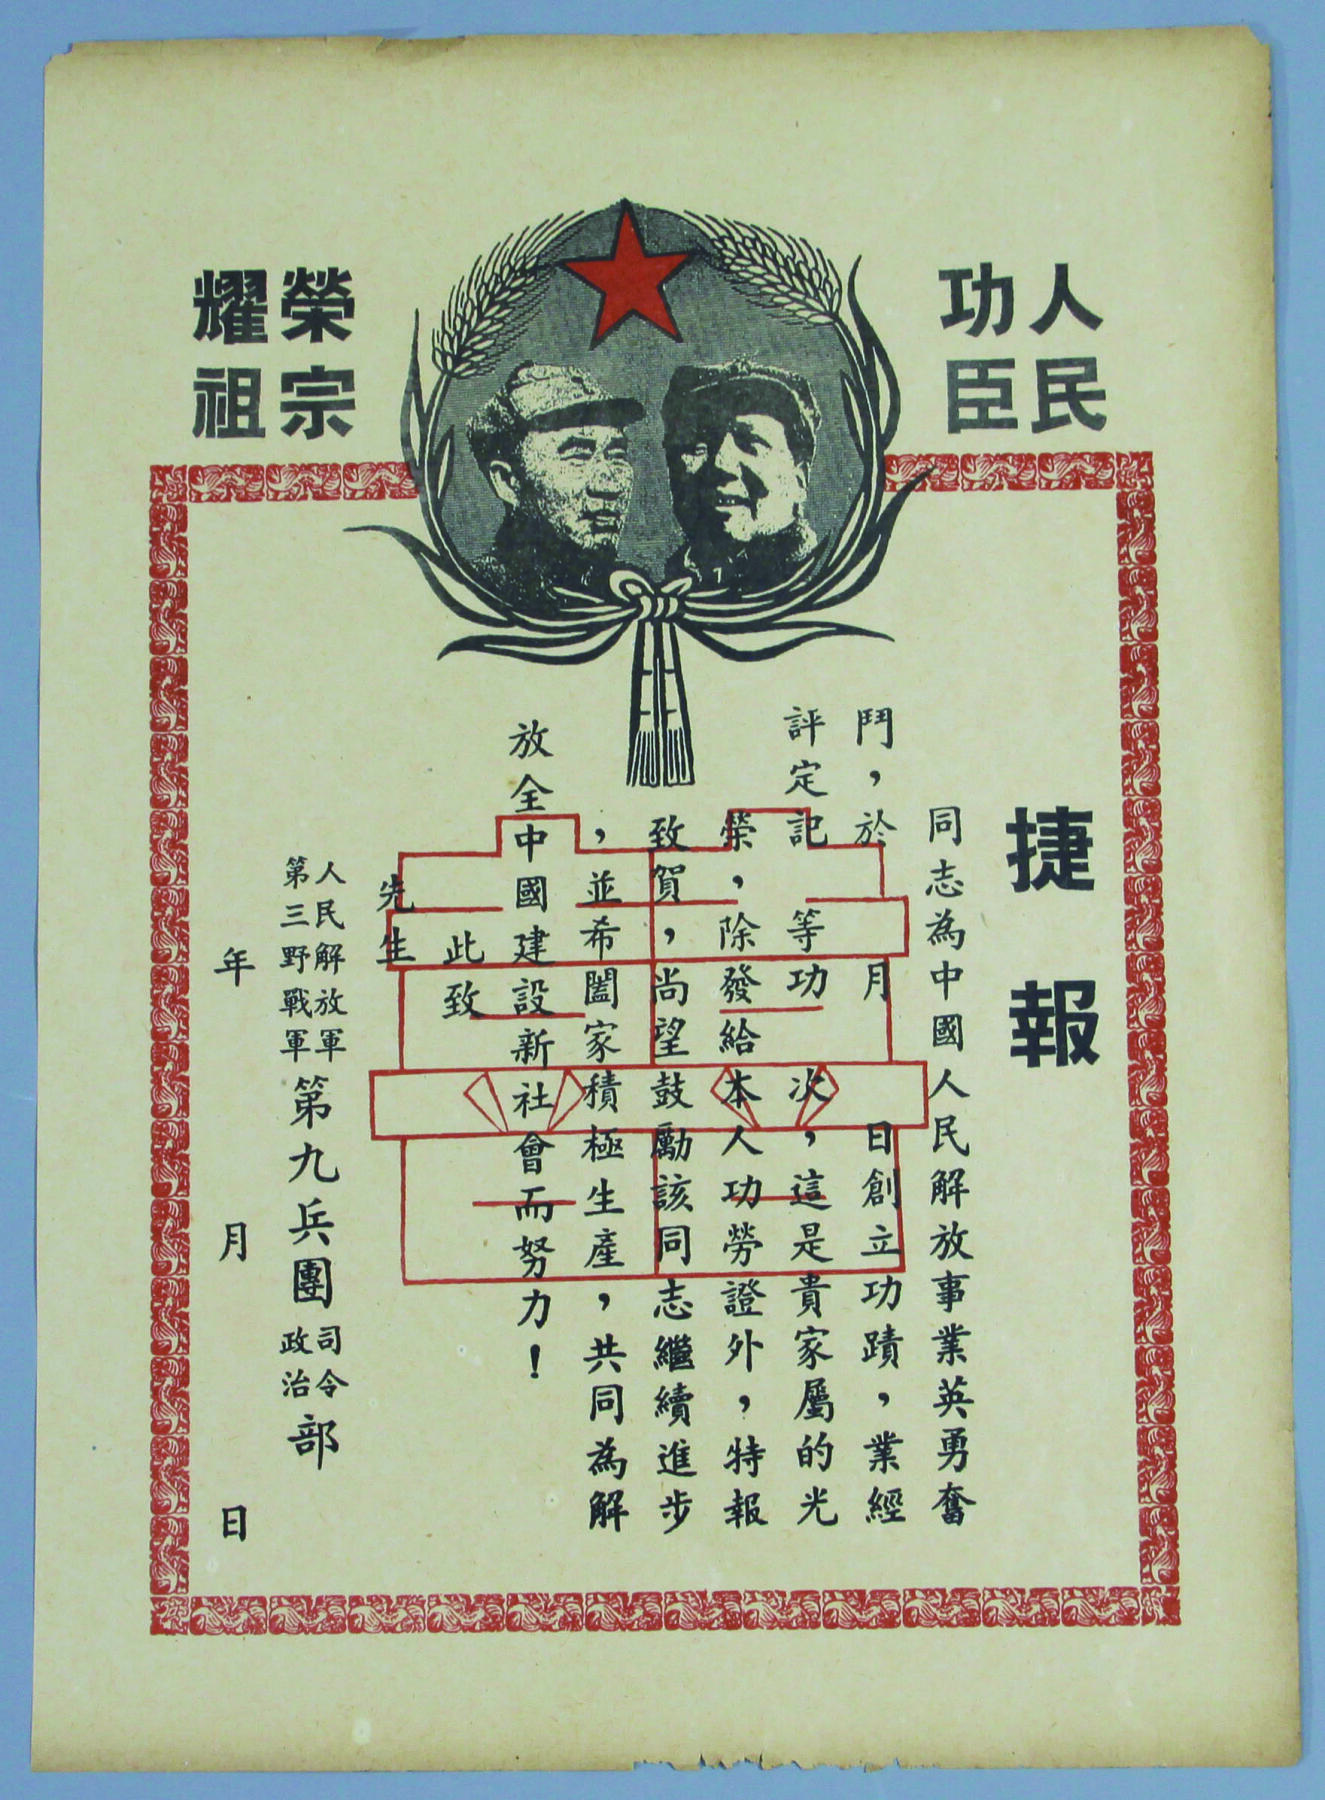 人民
功臣
榮宗
耀祖
捷報
同志為中國人民解放事業英勇奮
鬥，於　月　日創立功蹟，業經
評定記　等功　次，這是貴家屬的光
榮，除發給本人功勞證外，特報
致賀，尚望鼓勵該同志繼續進步
，並希闔家積極生產，共同為解
放全中國建設新社會而努力！
此致
先生
人民解放軍
第三野戰軍
第九兵團
司令
政治
部
年　月　日